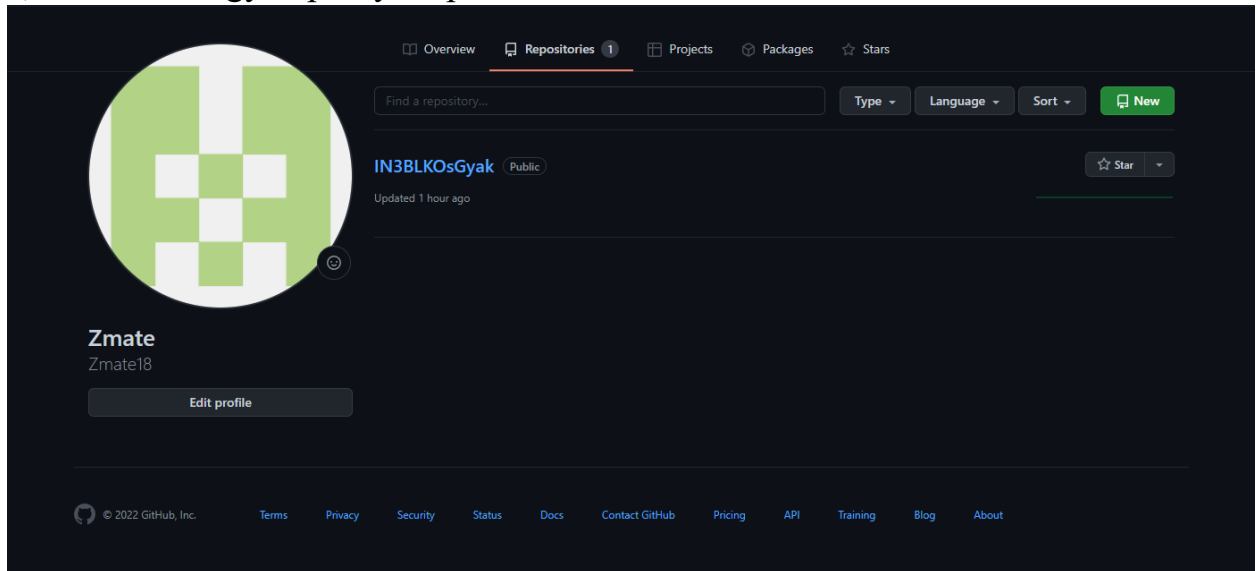 Overview Repositories 1 Projects Packages Stars
Find a repository... Type Language Sort New
IN3BLKOsGyak Public Star
Updated 1 hour ago
Zmate
Zmate18
Edit profile
© 2022 GitHub, Inc. Terms Privacy Security Status Docs Contact GitHub Pricing API Training Blog About